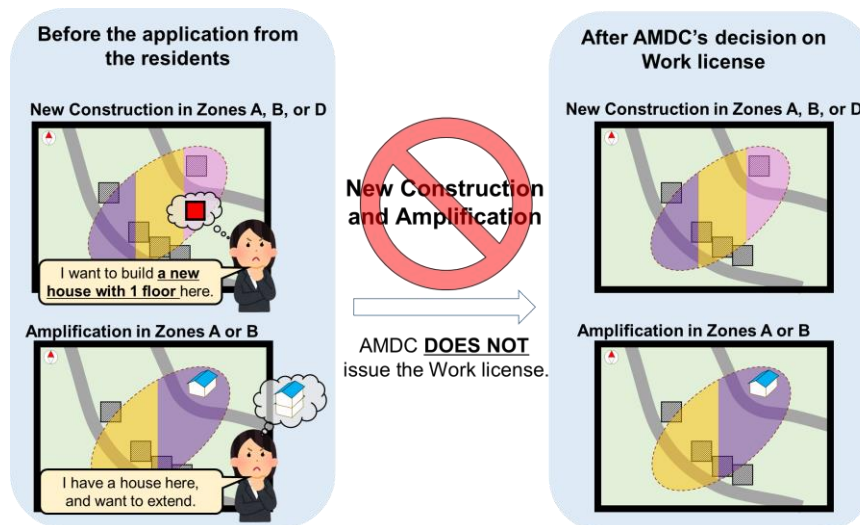 Before the application from
the residents
New Construction in Zones A, B, or D
I want to build a new
house with 1 floor here.
Amplification in Zones A or B
I have a house here,
and want to extend.
New Construction
and Amplification
AMDC DOES NOT
issue the Work license.
After AMDC’s decision on
Work license
New Construction in Zones A, B, or D
Amplification in Zones A or B